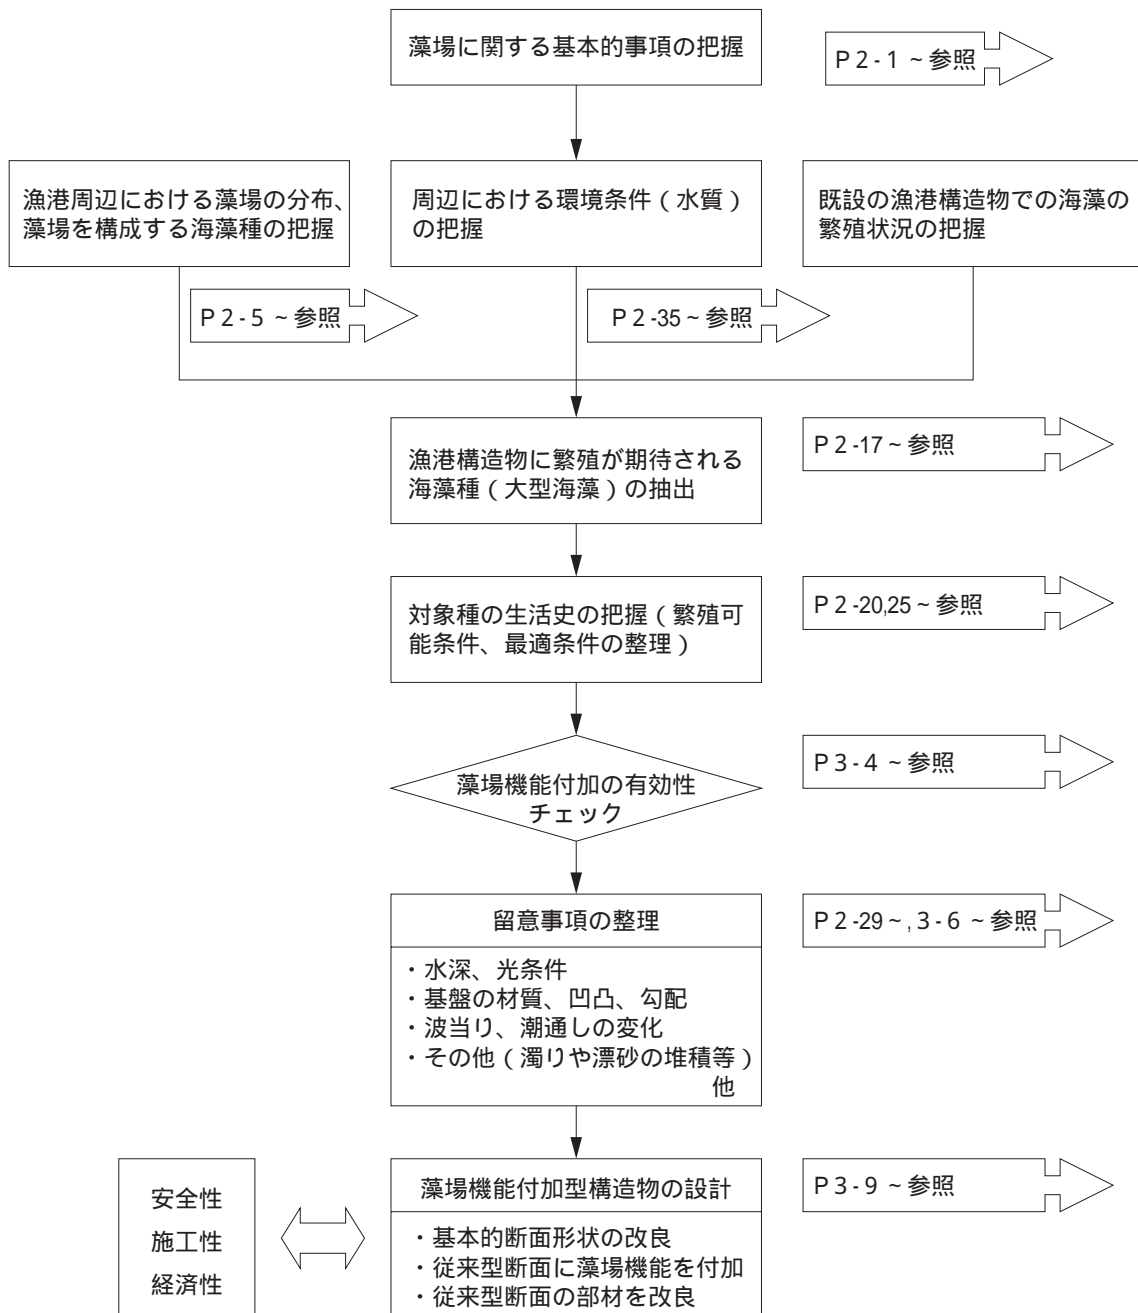 藻場に関する基本的事項の把握
P 2 - 1 ~ 参照
漁港周辺における藻場の分布、
藻場を構成する海藻種の把握
周辺における環境条件（水質）
の把握
既設の漁港構造物での海藻の
繁殖状況の把握
P 2 - 5 ~ 参照
P 2 -35 ~ 参照
漁港構造物に繁殖が期待される
海藻種（大型海藻）の抽出
P 2 -17 ~ 参照
対象種の生活史の把握（繁殖可
能条件、最適条件の整理）
P 2 -20,25 ~ 参照
藻場機能付加の有効性
チェック
P 3 - 4 ~ 参照
留意事項の整理
・水深、光条件
・基盤の材質、凹凸、勾配
・波当り、潮通しの変化
・その他（濁りや漂砂の堆積等）
他
P 2 -29 ~ , 3 - 6 ~ 参照
安全性
施工性
経済性
藻場機能付加型構造物の設計
・基本的断面形状の改良
・従来型断面に藻場機能を付加
・従来型断面の部材を改良
P 3 - 9 ~ 参照